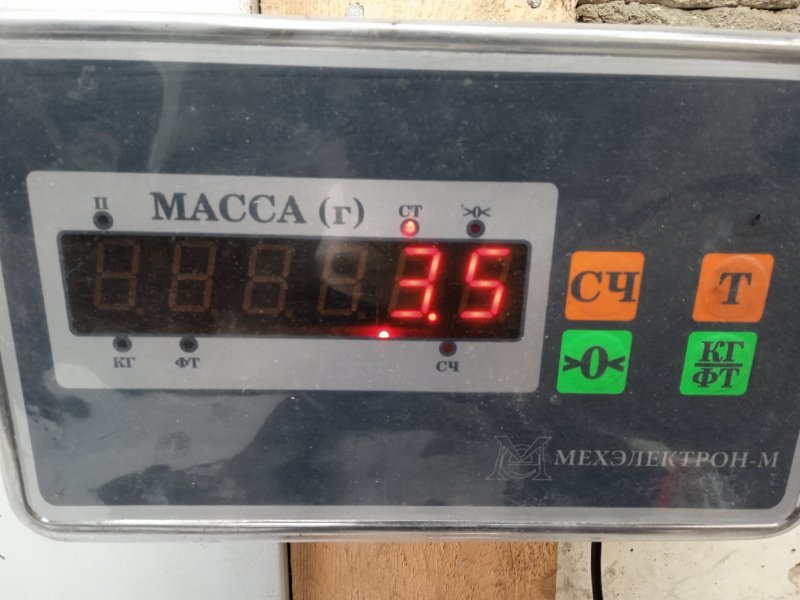 П
МАССА (г)
СТ
>0<
3.5
КГ
ФТ
СЧ
СЧ
Т
>0<
КГ
ФТ
МЕХЭЛЕКТРОН-М